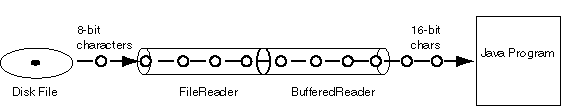 8-bit
characters
16-bit
chars
Java Program
Disk File
FileReader
BufferedReader